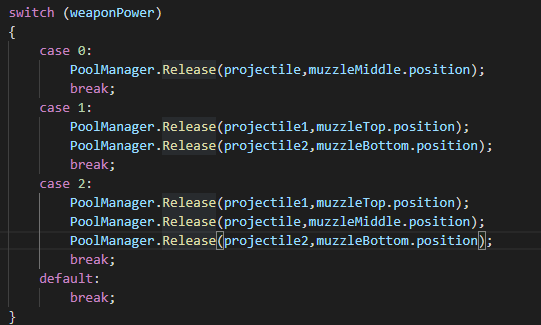 switch (weaponPower)
{
    case 0:
        PoolManager.Release(projectile,muzzleMiddle.position);
        break;
    case 1:
        PoolManager.Release(projectile1,muzzleTop.position);
        PoolManager.Release(projectile2,muzzleBottom.position);
        break;
    case 2:
        PoolManager.Release(projectile1,muzzleTop.position);
        PoolManager.Release(projectile,muzzleMiddle.position);
        PoolManager.Release(projectile2,muzzleBottom.position);
        break;
    default:
        break;
}